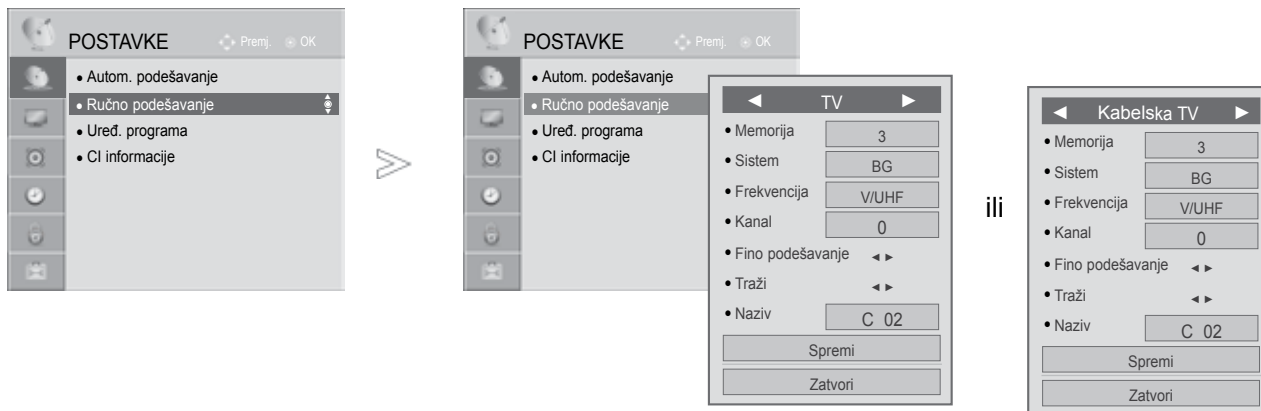 POSTAVKE Premj. OK
• Autom. podešavanje
• Ručno podešavanje
• Uređ. programa
• CI informacije
POSTAVKE Premj. OK
• Autom. podešavanje
• Ručno podešavanje
• Uređ. programa
• CI informacije
◄ TV ►
• Memorija 3
• Sistem BG
• Frekvencija V/UHF
• Kanal 0
• Fino podešavanje ◄ ►
• Traži ◄ ►
• Naziv C 02
Spremi
Zatvori
ili
◄ Kabelska TV ►
• Memorija 3
• Sistem BG
• Frekvencija V/UHF
• Kanal 0
• Fino podešavanje ◄ ►
• Traži ◄ ►
• Naziv C 02
Spremi
Zatvori